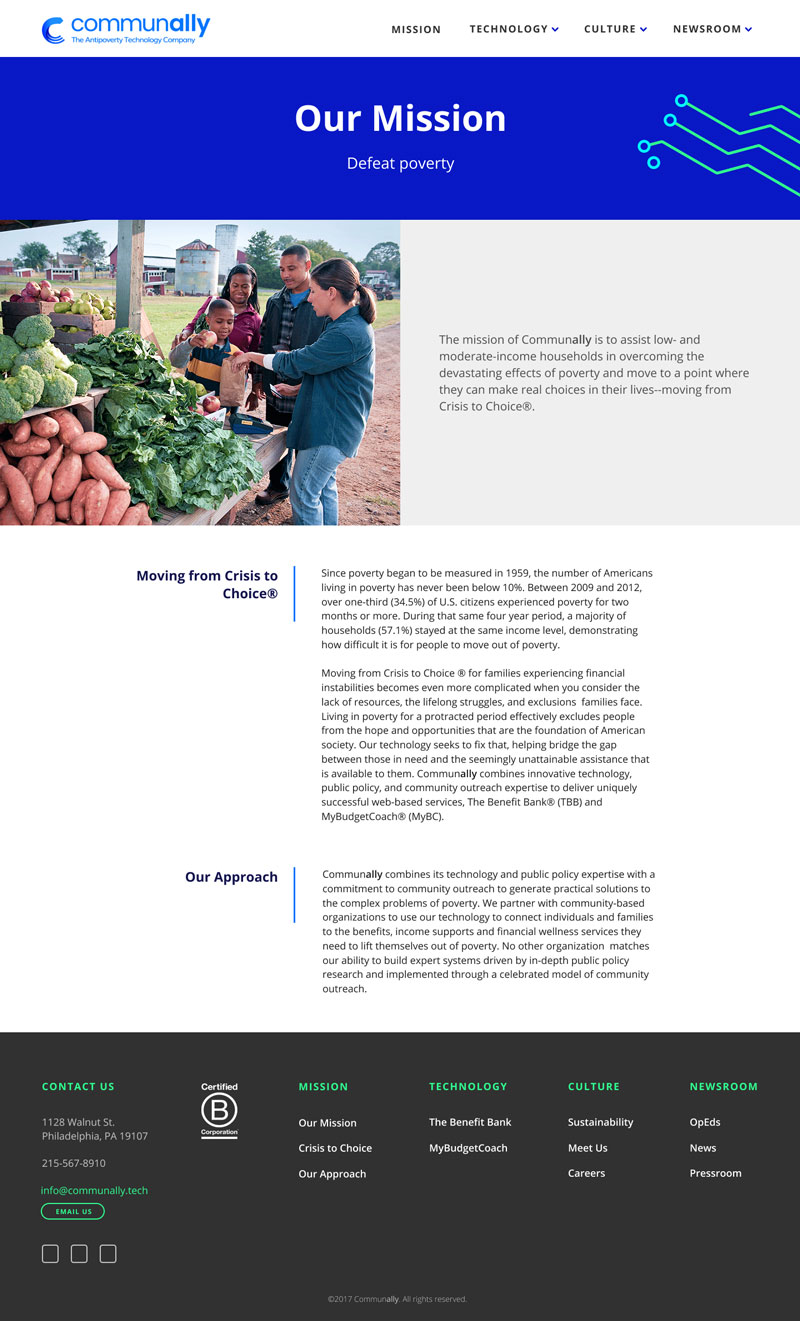 communally
The Antipoverty Technology Company
MISSION
TECHNOLOGY
CULTURE
NEWSROOM
Our Mission
Defeat poverty
The mission of Communally is to assist low- and
moderate-income households in overcoming the
devastating effects of poverty and move to a point where
they can make real choices in their lives--moving from
Crisis to Choice®.
Moving from Crisis to
Choice®
Since poverty began to be measured in 1959, the number of Americans
living in poverty has never been below 10%. Between 2009 and 2012,
over one-third (34.5%) of U.S. citizens experienced poverty for two
months or more. During that same four year period, a majority of
households (57.1%) stayed at the same income level, demonstrating
how difficult it is for people to move out of poverty.
Moving from Crisis to Choice ® for families experiencing financial
instabilities becomes even more complicated when you consider the
lack of resources, the lifelong struggles, and exclusions  families face.
Living in poverty for a protracted period effectively excludes people
from the hope and opportunities that are the foundation of American
society. Our technology seeks to fix that, helping bridge the gap
between those in need and the seemingly unattainable assistance that
is available to them. Communally combines innovative technology,
public policy, and community outreach expertise to deliver uniquely
successful web-based services, The Benefit Bank® (TBB) and
MyBudgetCoach® (MyBC).
Our Approach
Communally combines its technology and public policy expertise with a
commitment to community outreach to generate practical solutions to
the complex problems of poverty. We partner with community-based
organizations to use our technology to connect individuals and families
to the benefits, income supports and financial wellness services they
need to lift themselves out of poverty. No other organization  matches
our ability to build expert systems driven by in-depth public policy
research and implemented through a celebrated model of community
outreach.
CONTACT US
1128 Walnut St.
Philadelphia, PA 19107
215-567-8910
info@communally.tech
EMAIL US
Certified
B
Corporation
MISSION
Our Mission
Crisis to Choice
Our Approach
TECHNOLOGY
The Benefit Bank
MyBudgetCoach
CULTURE
Sustainability
Meet Us
Careers
NEWSROOM
OpEds
News
Pressroom
©2017 Communally. All rights reserved.